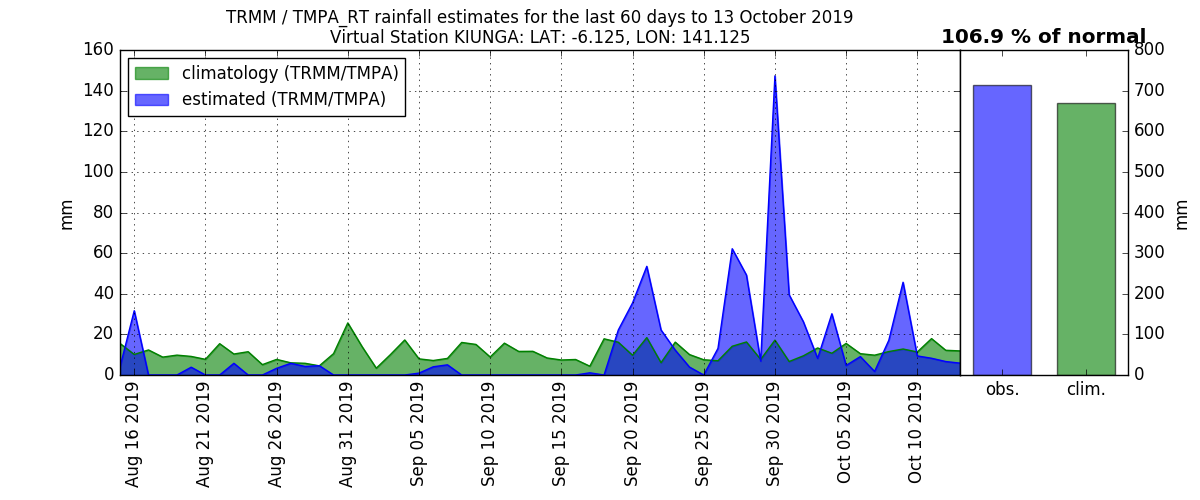 TRMM / TMPA_RT rainfall estimates for the last 60 days to 13 October 2019
Virtual Station KIUNGA: LAT: -6.125, LON: 141.125
106.9 % of normal
climatology (TRMM/TMPA)
estimated (TRMM/TMPA)
160
140
120
100
80
60
40
20
0
mm
Aug 16 2019
Aug 21 2019
Aug 26 2019
Aug 31 2019
Sep 05 2019
Sep 10 2019
Sep 15 2019
Sep 20 2019
Sep 25 2019
Sep 30 2019
Oct 05 2019
Oct 10 2019
800
700
600
500
400
300
200
100
0
mm
obs.
clim.